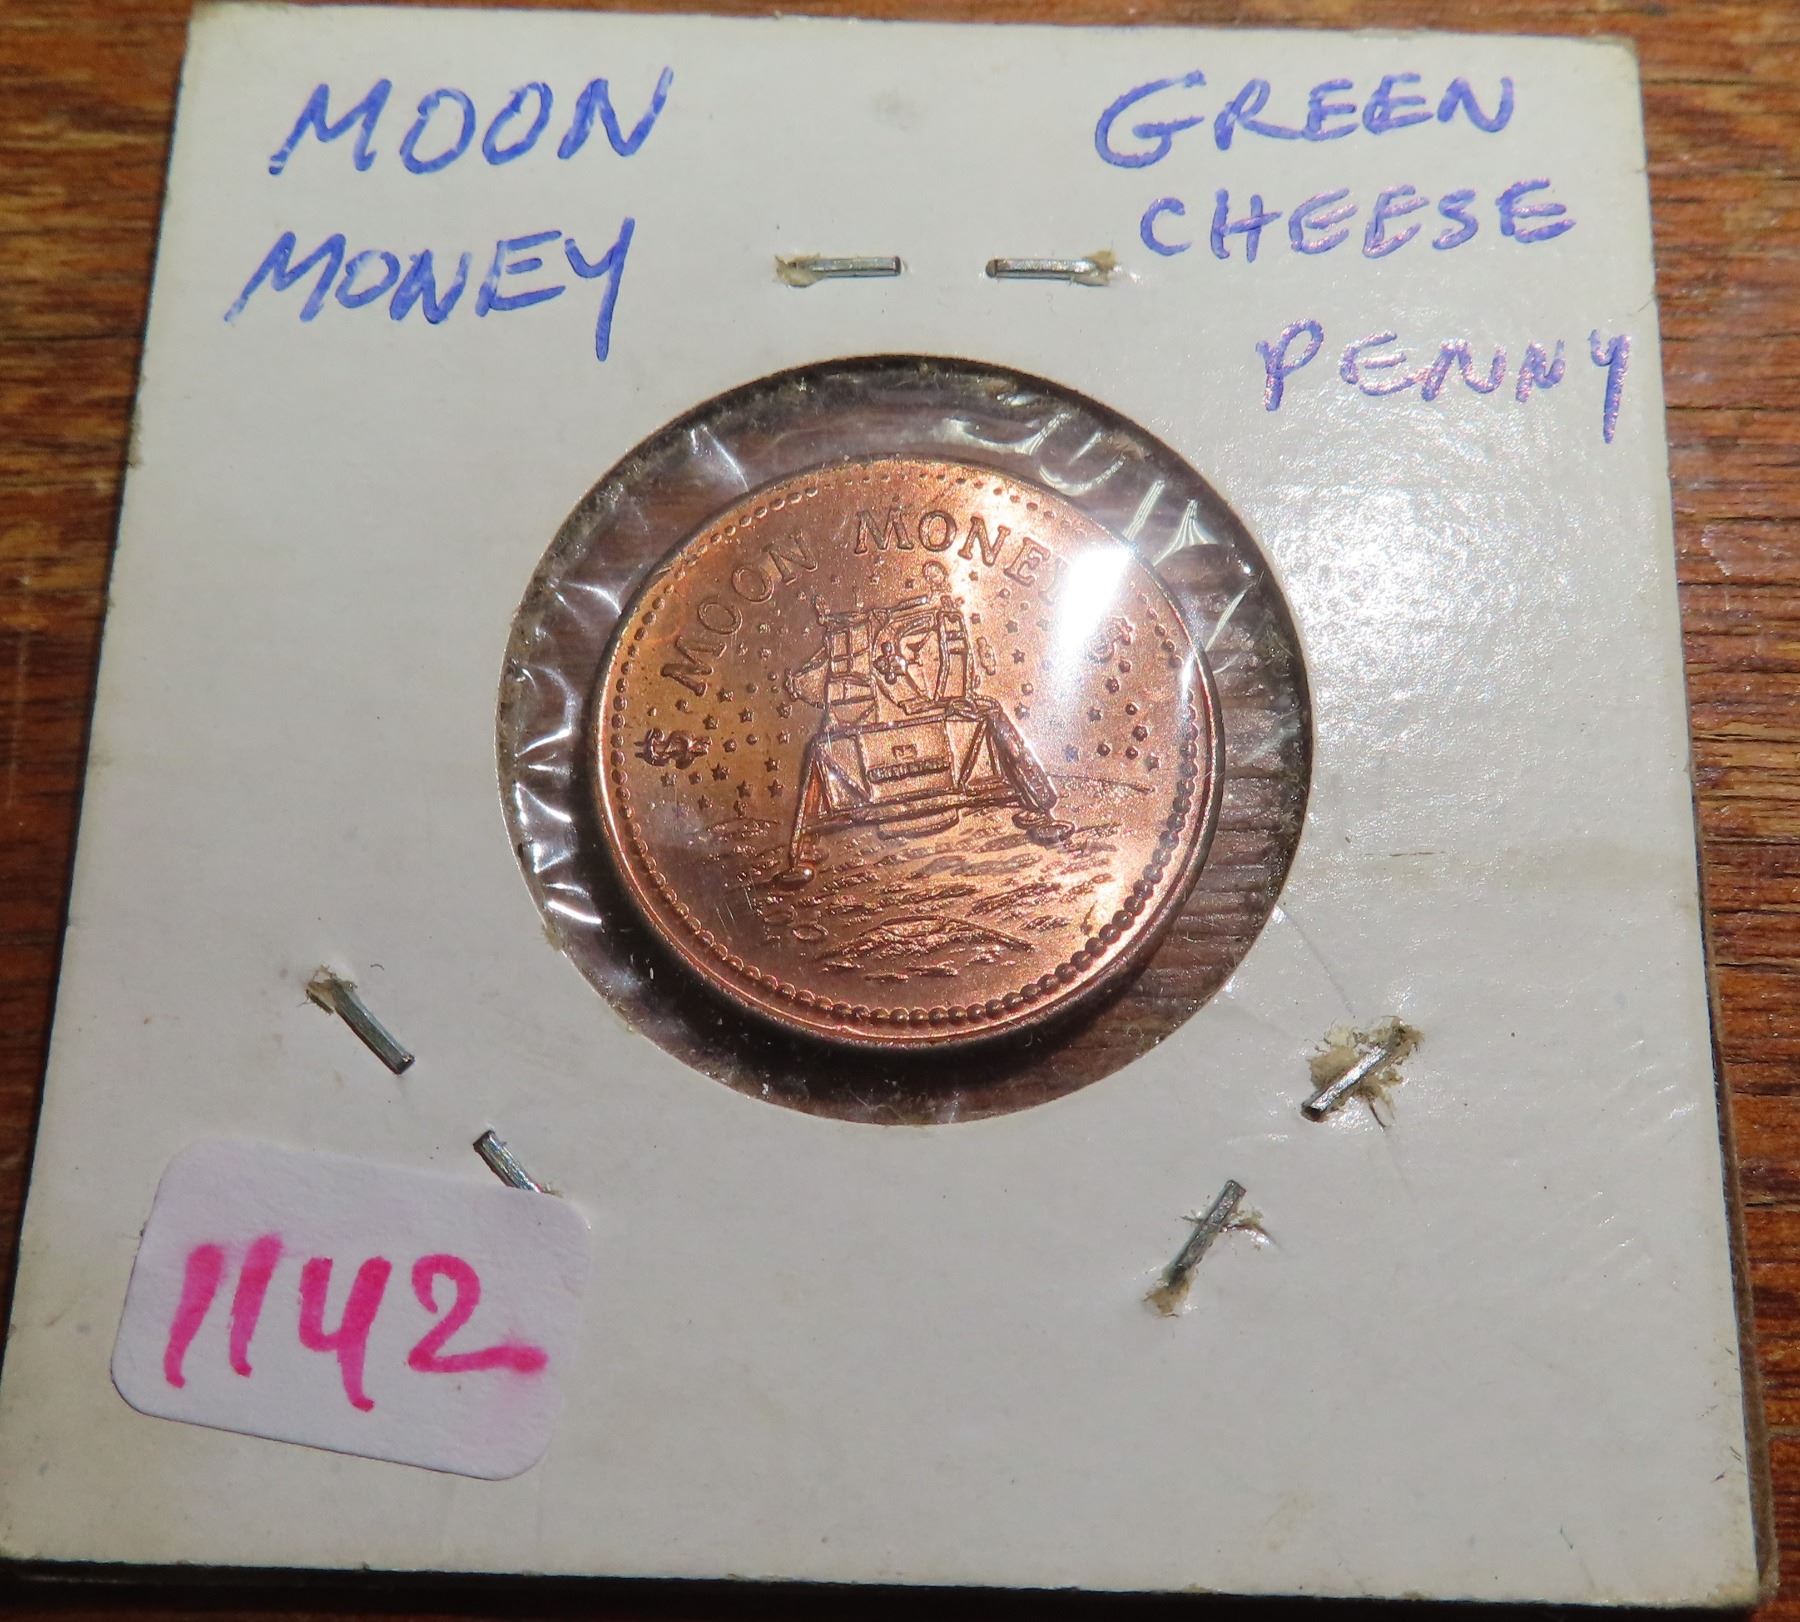 MOON
MONEY
GREEN
CHEESE
PENNY
$ MOON MONEY $
1142